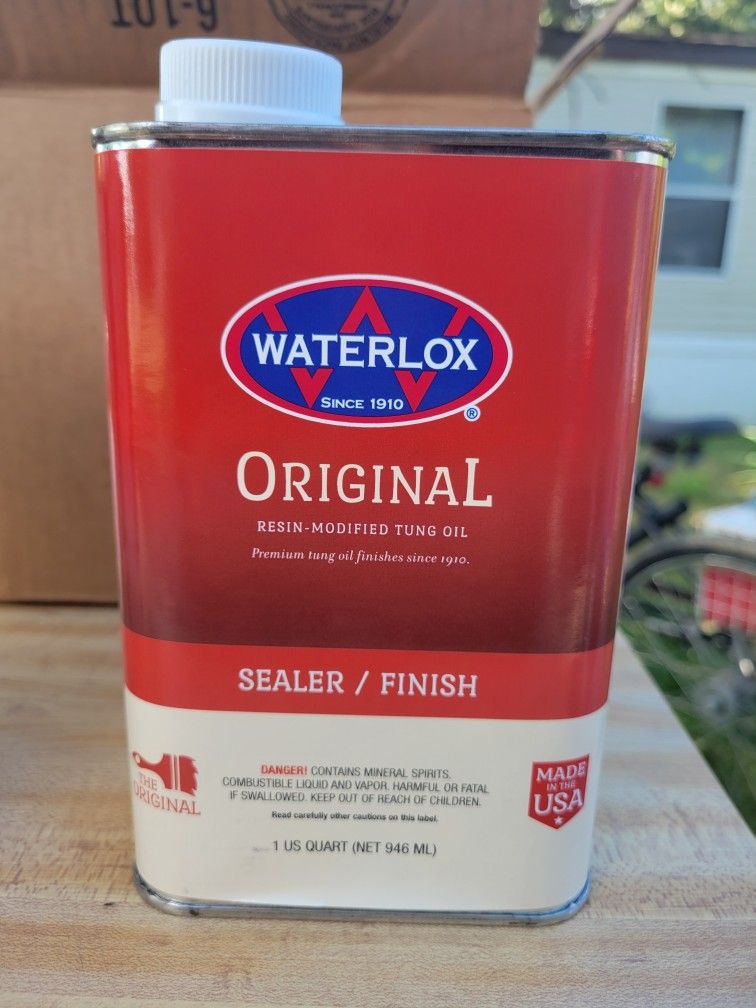 6-101
WATERLOX
SINCE 1910
®
ORIGINAL
RESIN-MODIFIED TUNG OIL
Premium tung oil finishes since 1910.
SEALER / FINISH
THE
ORIGINAL
DANGER! CONTAINS MINERAL SPIRITS.
COMBUSTIBLE LIQUID AND VAPOR. HARMFUL OR FATAL
IF SWALLOWED. KEEP OUT OF REACH OF CHILDREN.
Read carefully other cautions on this label.
1 US QUART (NET 946 ML)
MADE
IN THE
USA